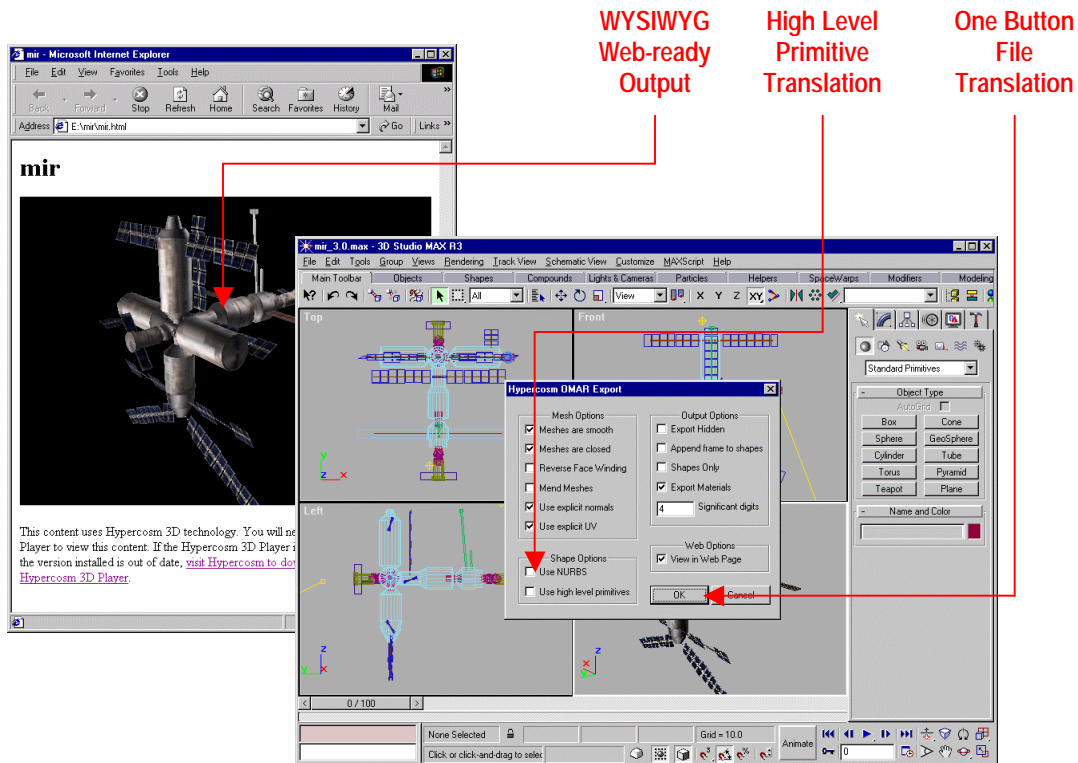 WYSIWYG
Web-ready
Output
High Level
Primitive
Translation
One Button
File
Translation
mir - Microsoft Internet Explorer
File Edit View Favorites Tools Help
Back Forward Stop Refresh Home Search Favorites History Mail
Address E:\mir\mir.html Go Links
mir
This content uses Hypercosm 3D technology. You will ne
Player to view this content. If the Hypercosm 3D Player i
the version installed is out of date, visit Hypercosm to do
Hypercosm 3D Player.
mir_3.0.max - 3D Studio MAX R3
File Edit Tools Group Views Rendering Track View Schematic View Customize MAXScript Help
Main Toolbar Objects Shapes Compounds Lights & Cameras Particles Helpers SpaceWarps Modifiers Modeling
All View X Y Z XY
Top
Front
Left
y
z x
z
y x
z
x
y
Hypercosm OMAR Export
Mesh Options
Meshes are smooth
Meshes are closed
Reverse Face Winding
Mend Meshes
Use explicit normals
Use explicit UV
Shape Options
Use NURBS
Use high level primitives
Output Options
Export Hidden
Append frame to shapes
Shapes Only
Export Materials
4 Significant digits
Web Options
View in Web Page
OK Cancel
Standard Primitives
- Object Type
AutoGrid
Box Cone
Sphere GeoSphere
Cylinder Tube
Torus Pyramid
Teapot Plane
- Name and Color
< 0 / 100 >
None Selected Grid = 10.0
Animate
0
Click or click-and-drag to selec